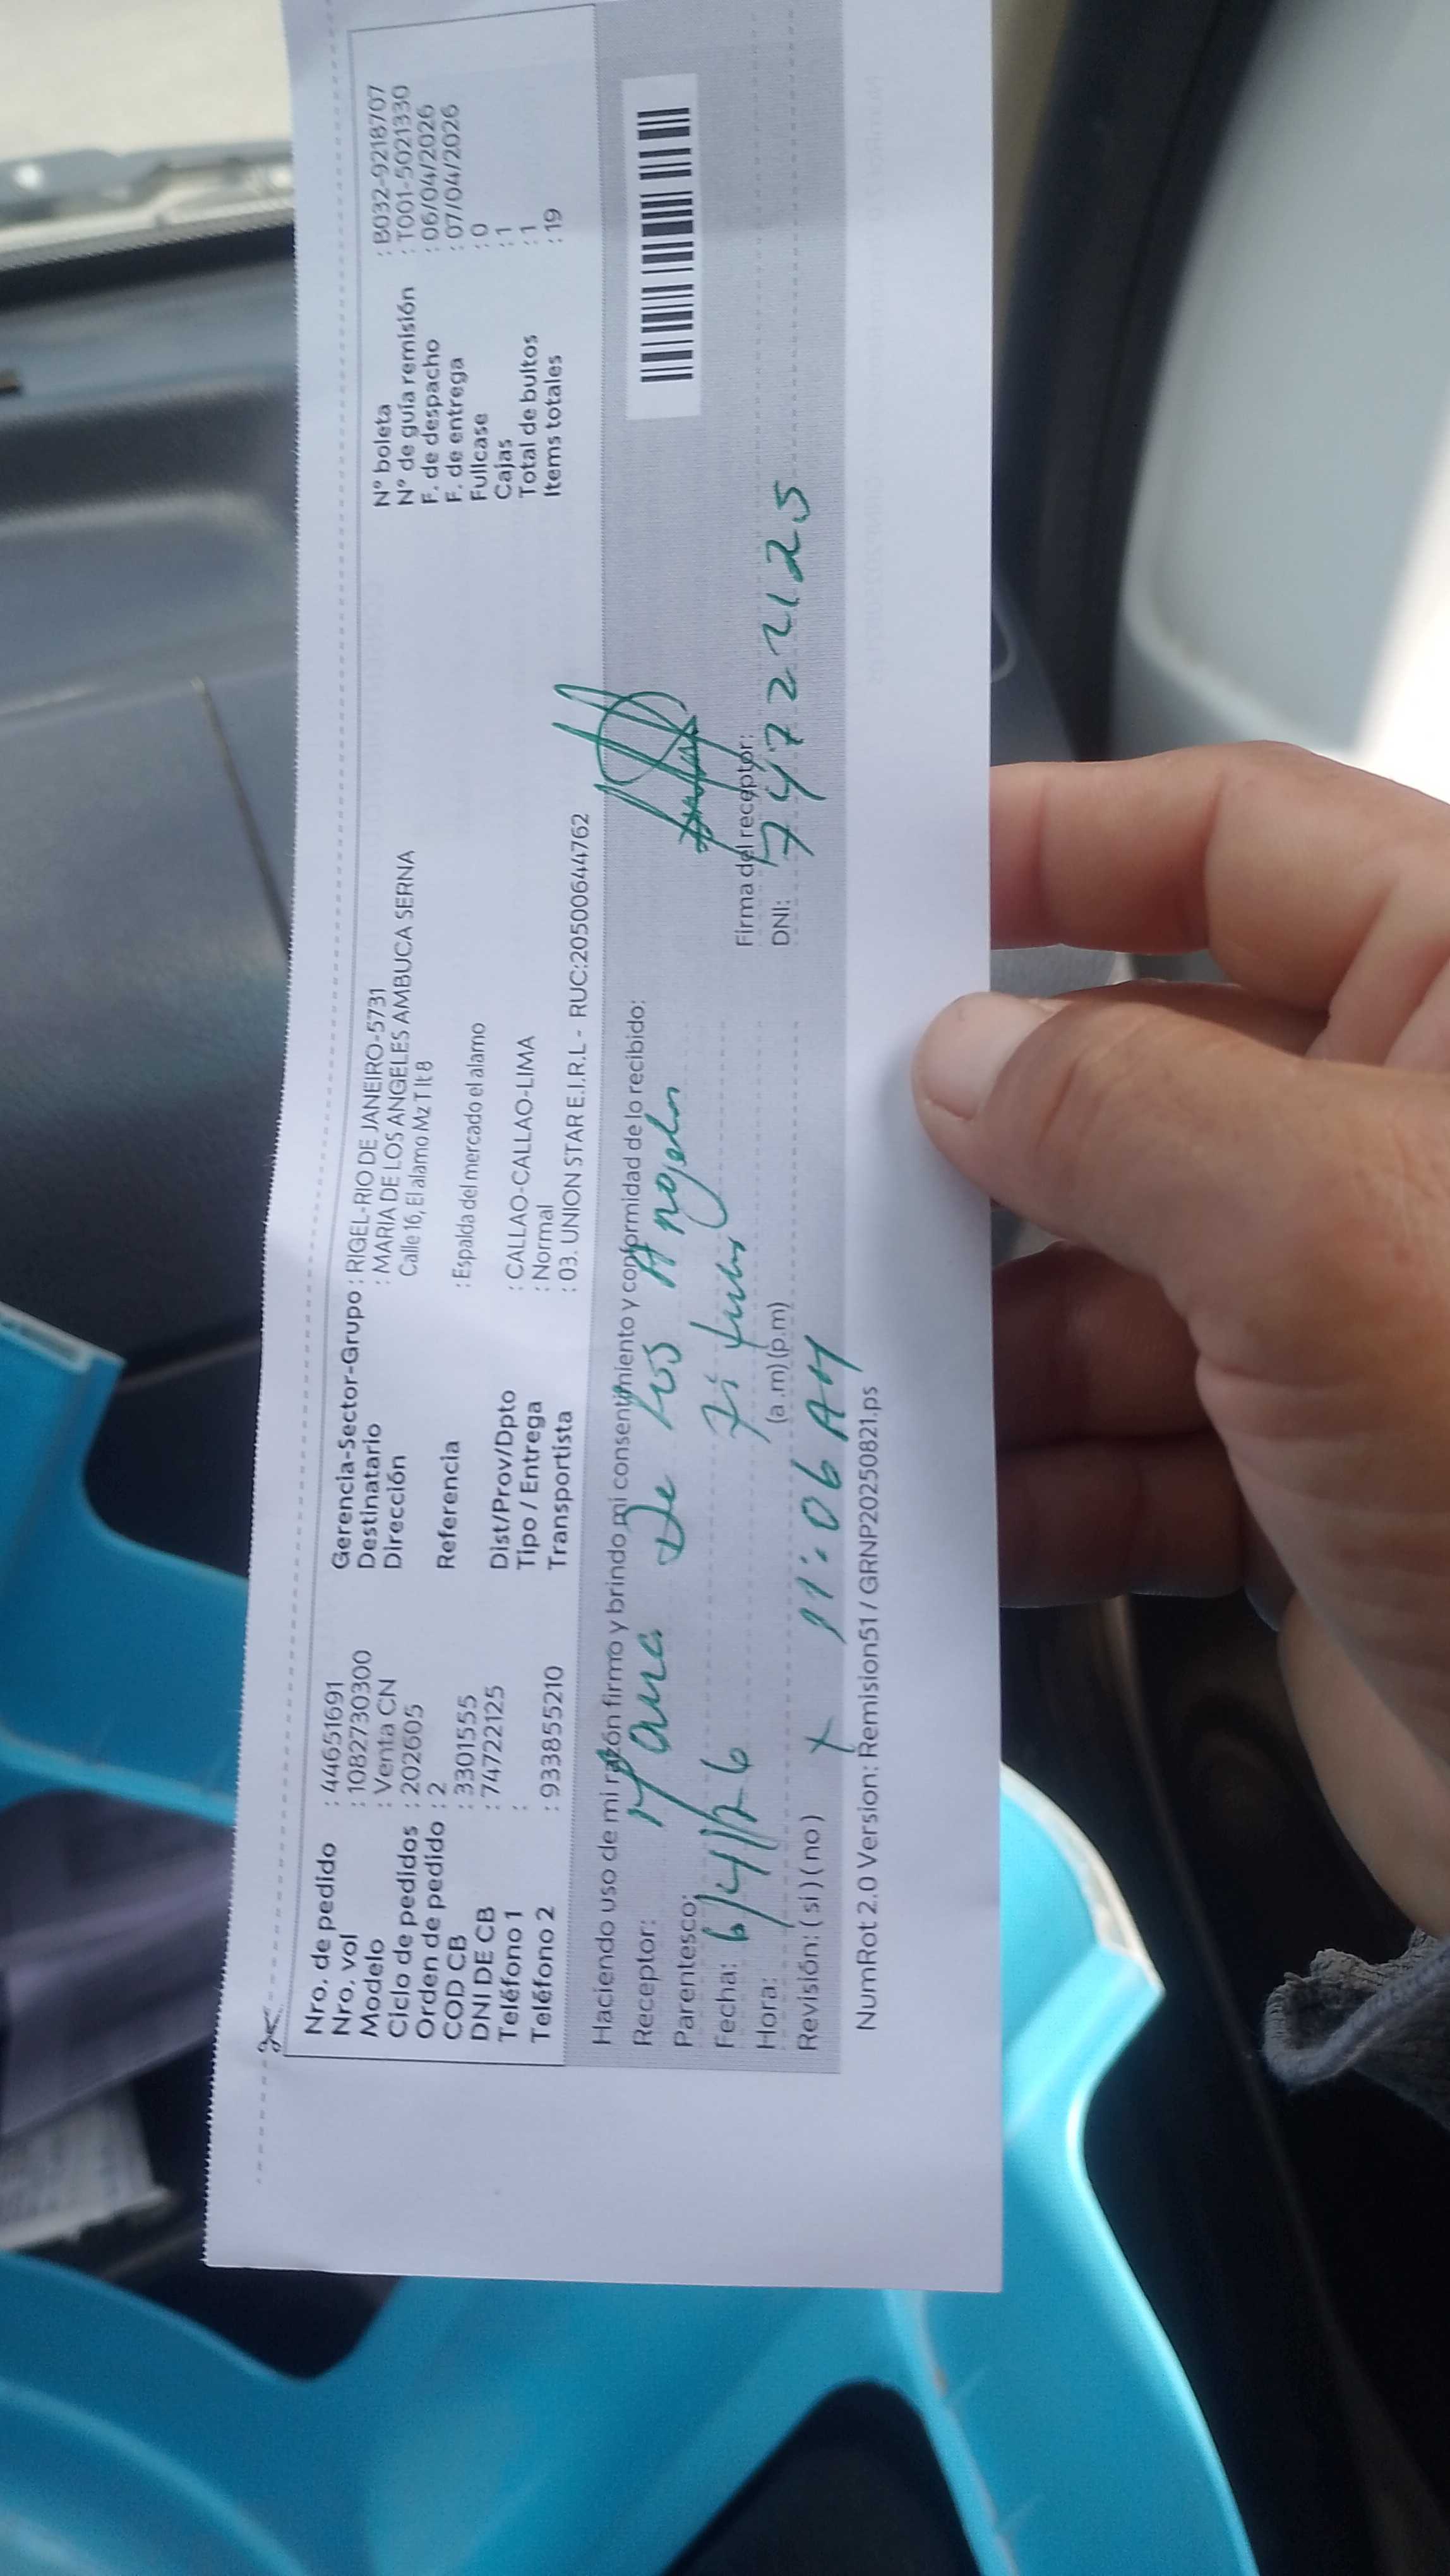 Nro. de pedido : 44651691
Nro. vol : 1082730300
Modelo : Venta CN
Ciclo de pedidos : 202605
Orden de pedido : 2
COD CB : 3301555
DNI DE CB : 74722125
Teléfono 1 :
Teléfono 2 : 933855210
Gerencia-Sector-Grupo : RIGEL-RIO DE JANEIRO-5731
Destinatario : MARIA DE LOS ANGELES AMBUCA SERNA
Dirección Calle 16, El alamo Mz T lt 8
Referencia : Espalda del mercado el alamo
Dist/Prov/Dpto : CALLAO-CALLAO-LIMA
Tipo / Entrega : Normal
Transportista : 03. UNION STAR E.I.R.L - RUC:20500644762
N° boleta : B032-9218707
N° de guía remisión : T001-5021330
F. de despacho : 06/04/2026
F. de entrega : 07/04/2026
Fullcase : 0
Cajas : 1
Total de bultos : 1
Items totales : 19
Haciendo uso de mi razón firmo y brindo mi consentimiento y conformidad de lo recibido:
Receptor: Maria De los Angeles
Parentesco:
Fecha: 6/4/26
Hora: 11:06 AM (a.m) (p.m)
Revisión: ( si ) ( no ) x
Firma del receptor:
DNI: 74722125
NumRot 2.0 Version: Remision51 / GRNP20250821.ps